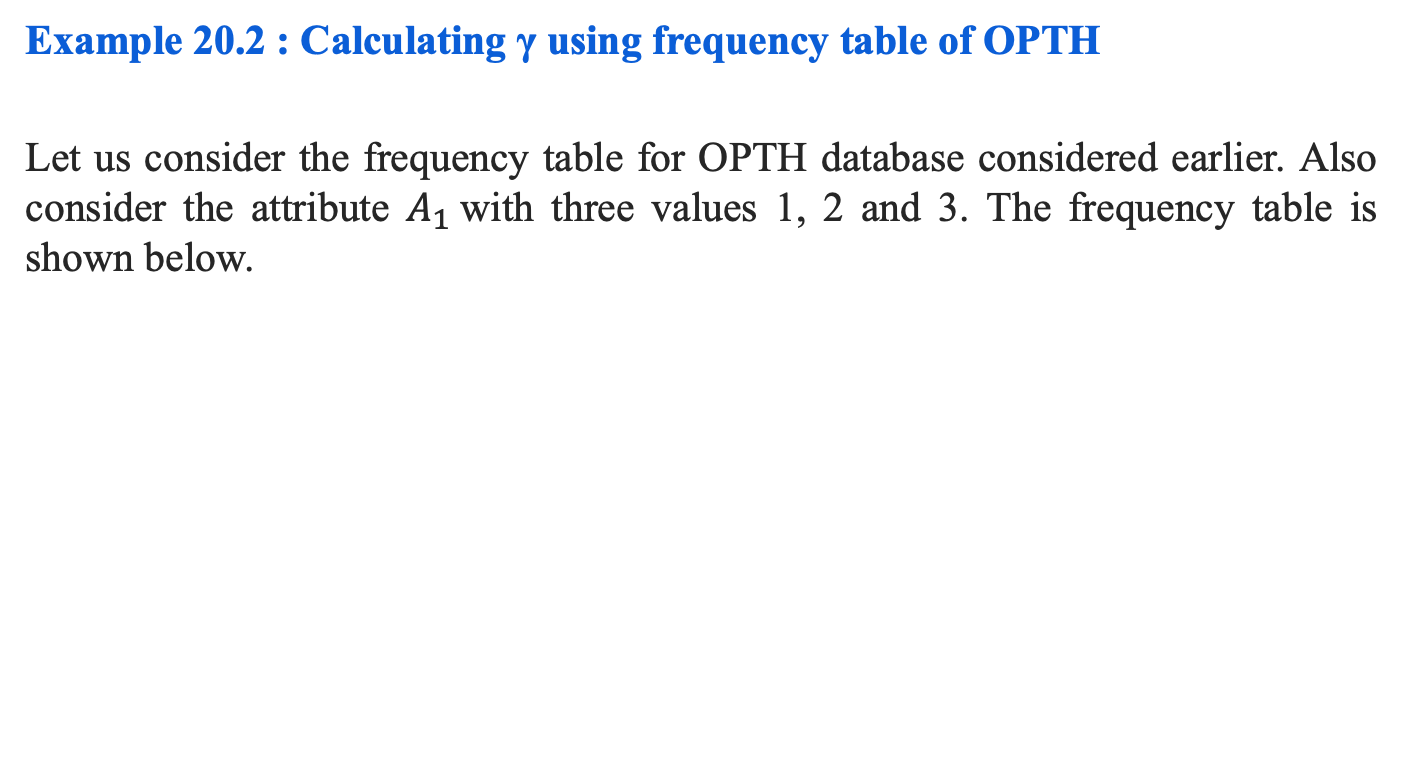 Example 20.2 : Calculating γ using frequency table of OPTH
Let us consider the frequency table for OPTH database considered earlier. Also
consider the attribute A₁ with three values 1, 2 and 3. The frequency table is
shown below.